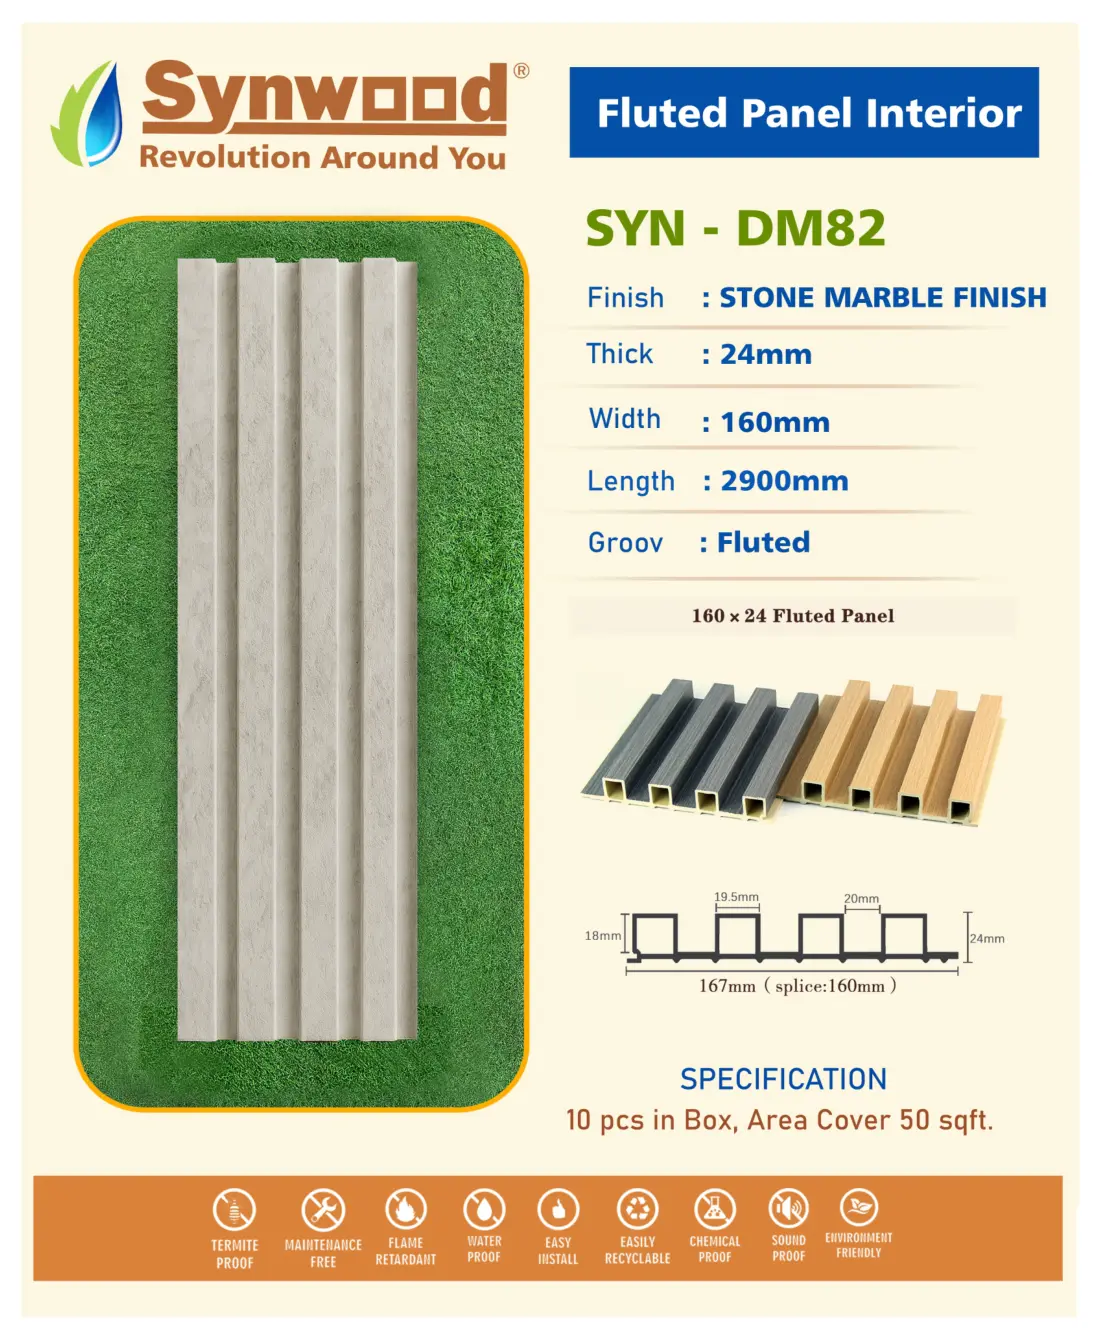 Synwood®
Revolution Around You
Fluted Panel Interior
SYN - DM82
Finish : STONE MARBLE FINISH
Thick : 24mm
Width : 160mm
Length : 2900mm
Groov : Fluted
160 × 24 Fluted Panel
19.5mm
20mm
18mm
24mm
167mm ( splice:160mm )
SPECIFICATION
10 pcs in Box, Area Cover 50 sqft.
TERMITE
PROOF
MAINTENANCE
FREE
FLAME
RETARDANT
WATER
PROOF
EASY
INSTALL
EASILY
RECYCLABLE
CHEMICAL
PROOF
SOUND
PROOF
ENVIRONMENT
FRIENDLY